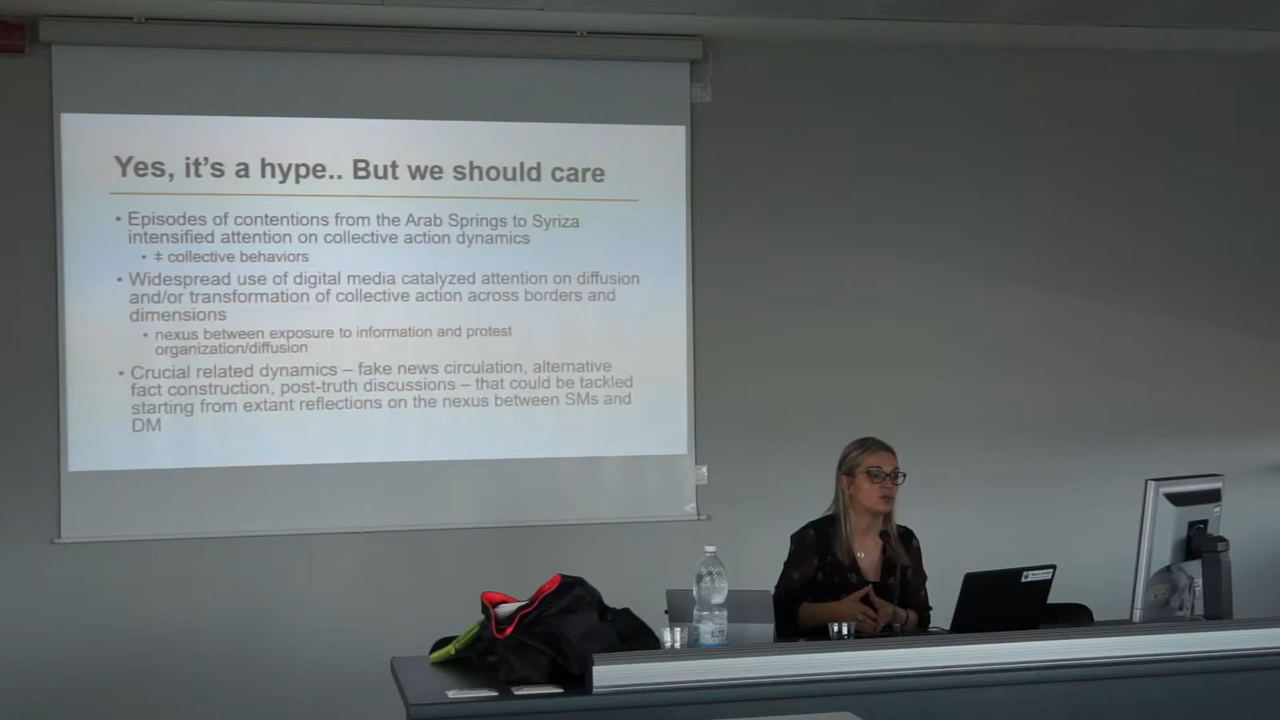 Yes, it's a hype.. But we should care
• Episodes of contentions from the Arab Springs to Syriza
intensified attention on collective action dynamics
• ǂ collective behaviors
• Widespread use of digital media catalyzed attention on diffusion
and/or transformation of collective action across borders and
dimensions
• nexus between exposure to information and protest
organization/diffusion
• Crucial related dynamics – fake news circulation, alternative
fact construction, post-truth discussions – that could be tackled
starting from extant reflections on the nexus between SMs and
DM